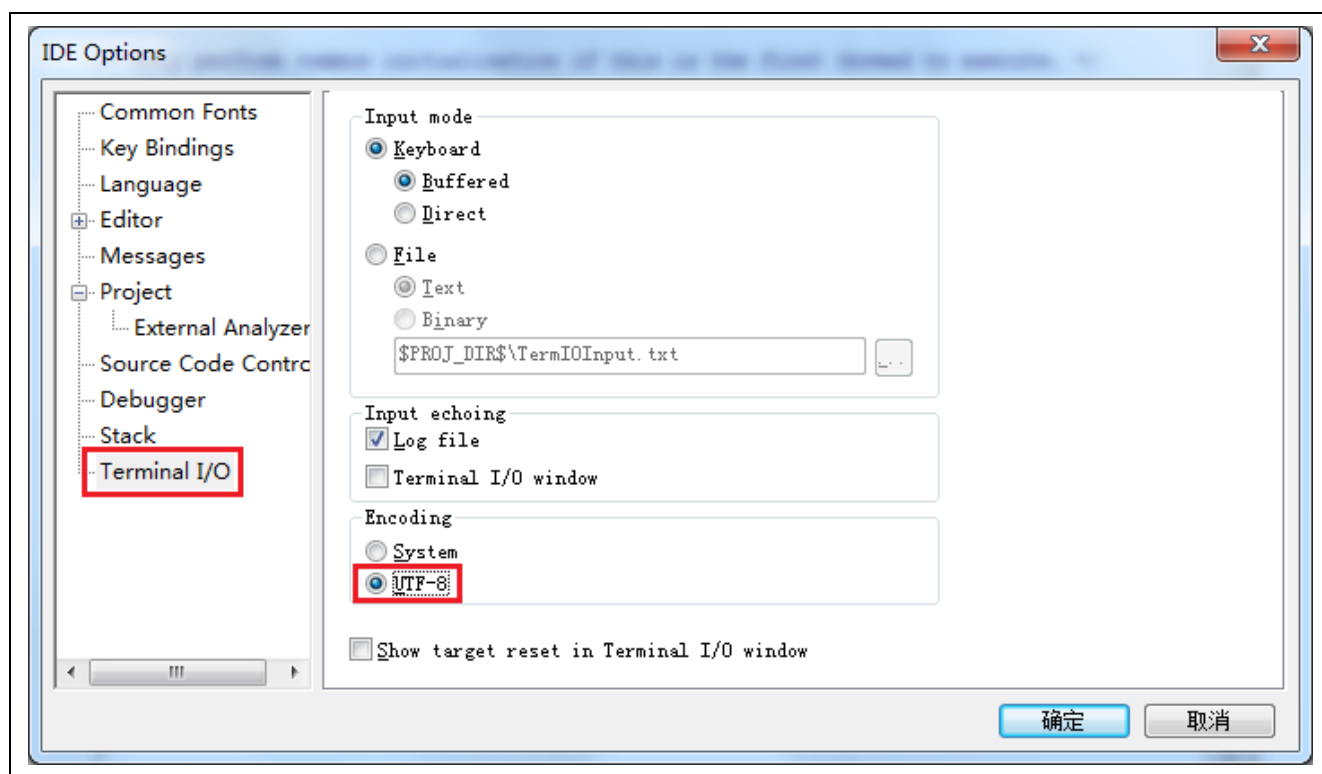 IDE Options
Common Fonts
Key Bindings
Language
Editor
Messages
Project
External Analyzer
Source Code Contrc
Debugger
Stack
Terminal I/O
Input mode
Keyboard
Buffered
Direct
File
Text
Binary
$PROJ_DIR$\TermIOInput.txt
...
Input echoing
Log file
Terminal I/O window
Encoding
System
UTF-8
Show target reset in Terminal I/O window
确定
取消